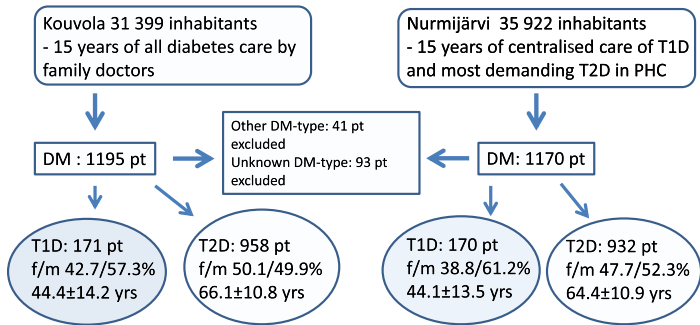 Kouvola 31 399 inhabitants
- 15 years of all diabetes care by
family doctors
Nurmijärvi  35 922 inhabitants
- 15 years of centralised care of T1D
and most demanding T2D in PHC
DM : 1195 pt
Other DM-type: 41 pt
excluded
Unknown DM-type: 93 pt
excluded
DM: 1170 pt
T1D: 171 pt
f/m 42.7/57.3%
44.4±14.2 yrs
T2D: 958 pt
f/m 50.1/49.9%
66.1±10.8 yrs
T1D: 170 pt
f/m 38.8/61.2%
44.1±13.5 yrs
T2D: 932 pt
f/m 47.7/52.3%
64.4±10.9 yrs